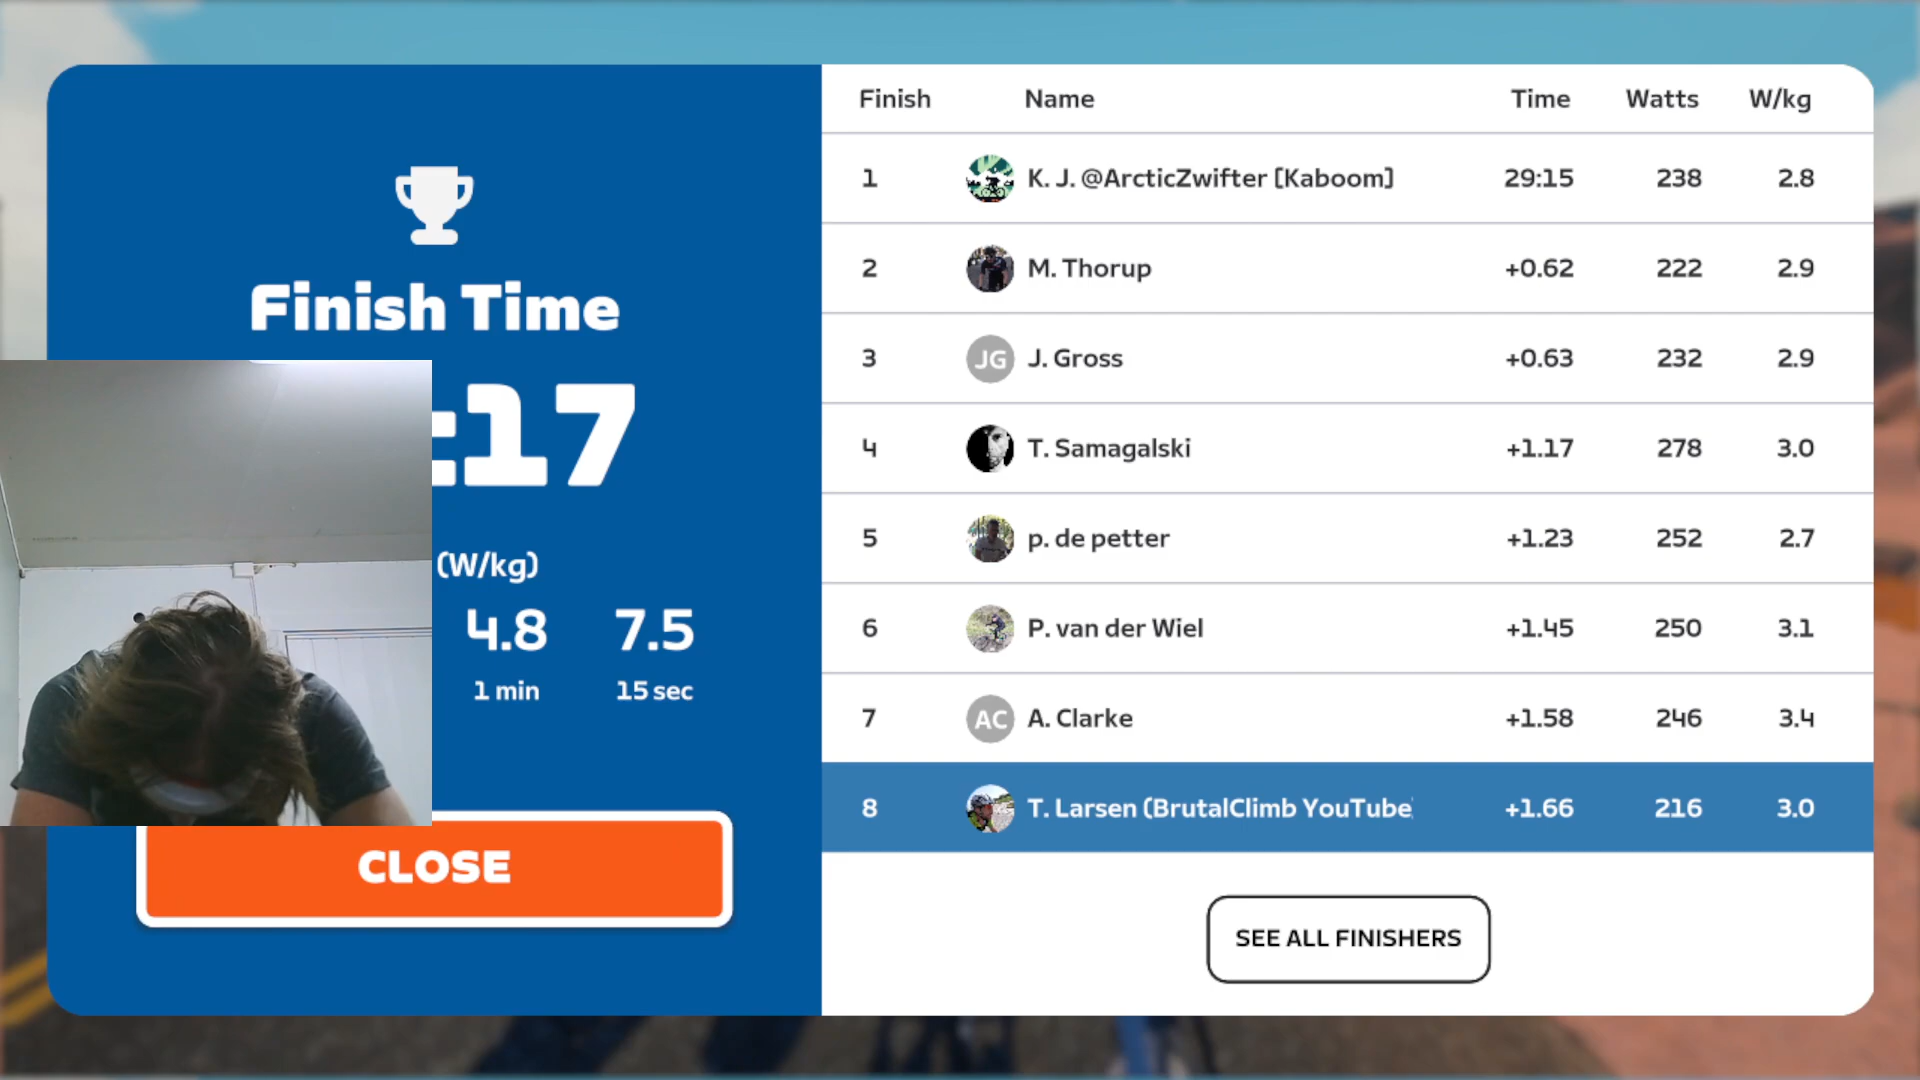 Finish Time
:17
(W/kg)
4.8 7.5
1 min 15 sec
CLOSE
Finish Name Time Watts W/kg
1 K. J. @ArcticZwifter [Kaboom] 29:15 238 2.8
2 M. Thorup +0.62 222 2.9
3 JG J. Gross +0.63 232 2.9
4 T. Samagalski +1.17 278 3.0
5 p. de petter +1.23 252 2.7
6 P. van der Wiel +1.45 250 3.1
7 AC A. Clarke +1.58 246 3.4
8 T. Larsen (BrutalClimb YouTube +1.66 216 3.0
SEE ALL FINISHERS